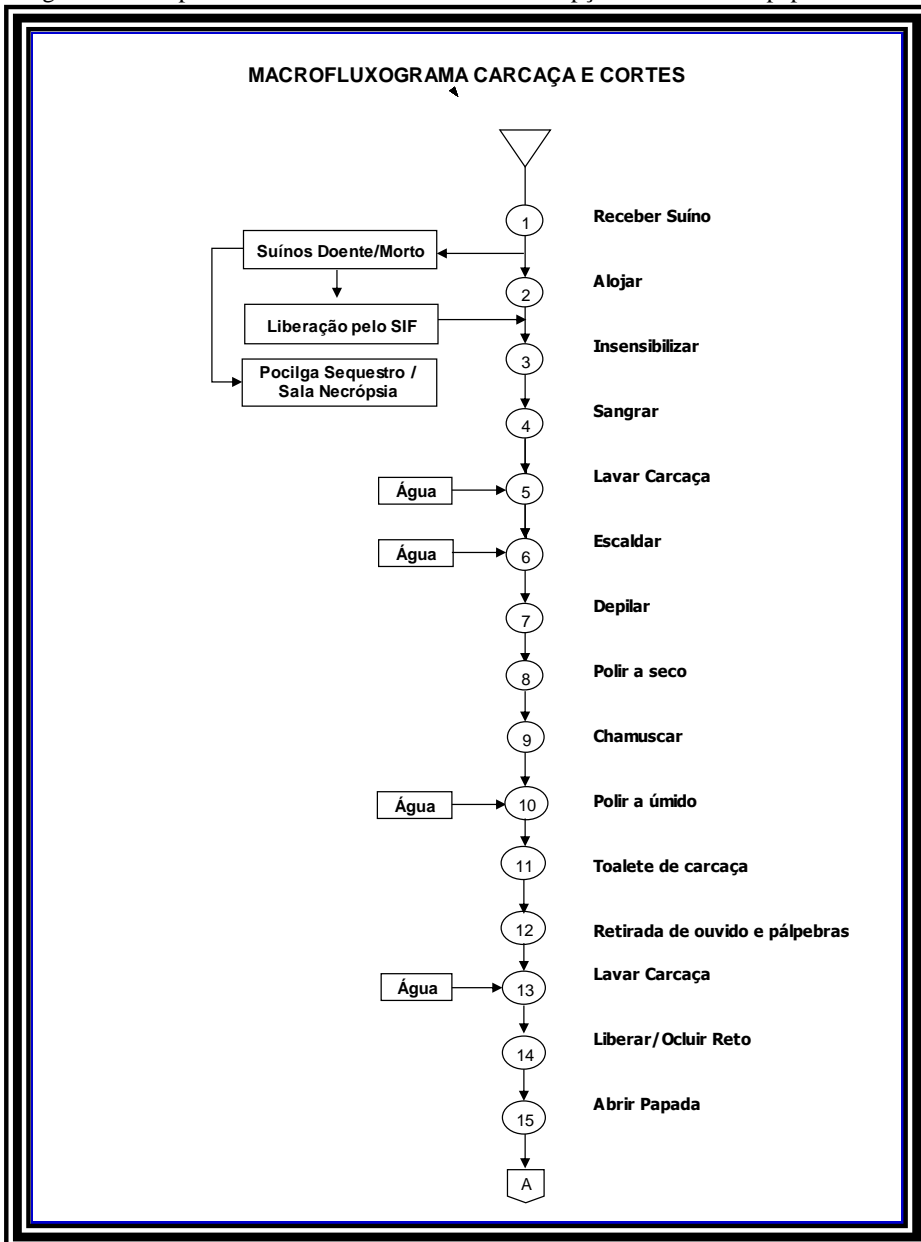 MACROFLUXOGRAMA CARCAÇA E CORTES
1
Receber Suíno
Suínos Doente/Morto
2
Alojar
Liberação pelo SIF
3
Insensibilizar
Pocilga Sequestro /
Sala Necrópsia
4
Sangrar
Água
5
Lavar Carcaça
Água
6
Escaldar
7
Depilar
8
Polir a seco
9
Chamuscar
Água
10
Polir a úmido
11
Toalete de carcaça
12
Retirada de ouvido e pálpebras
Água
13
Lavar Carcaça
14
Liberar/Ocluir Reto
15
Abrir Papada
A